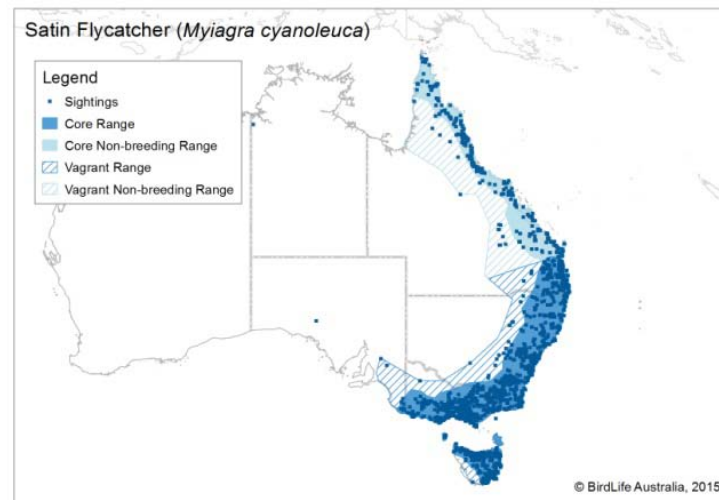 Satin Flycatcher (Myiagra cyanoleuca)
Legend
Sightings
Core Range
Core Non-breeding Range
Vagrant Range
Vagrant Non-breeding Range
© BirdLife Australia, 2015